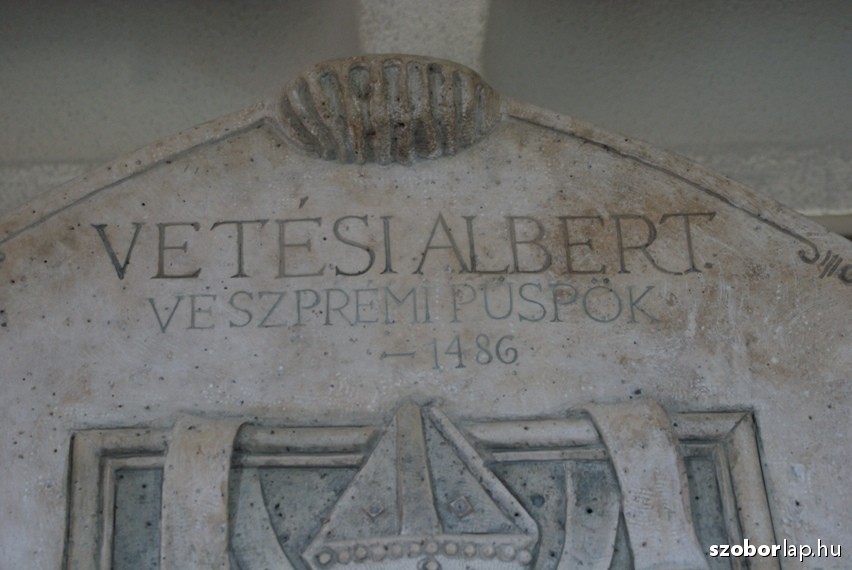 VETÉSI ALBERT.
VESZPRÉMI PÜSPÖK
– 1486
szoborlap.hu